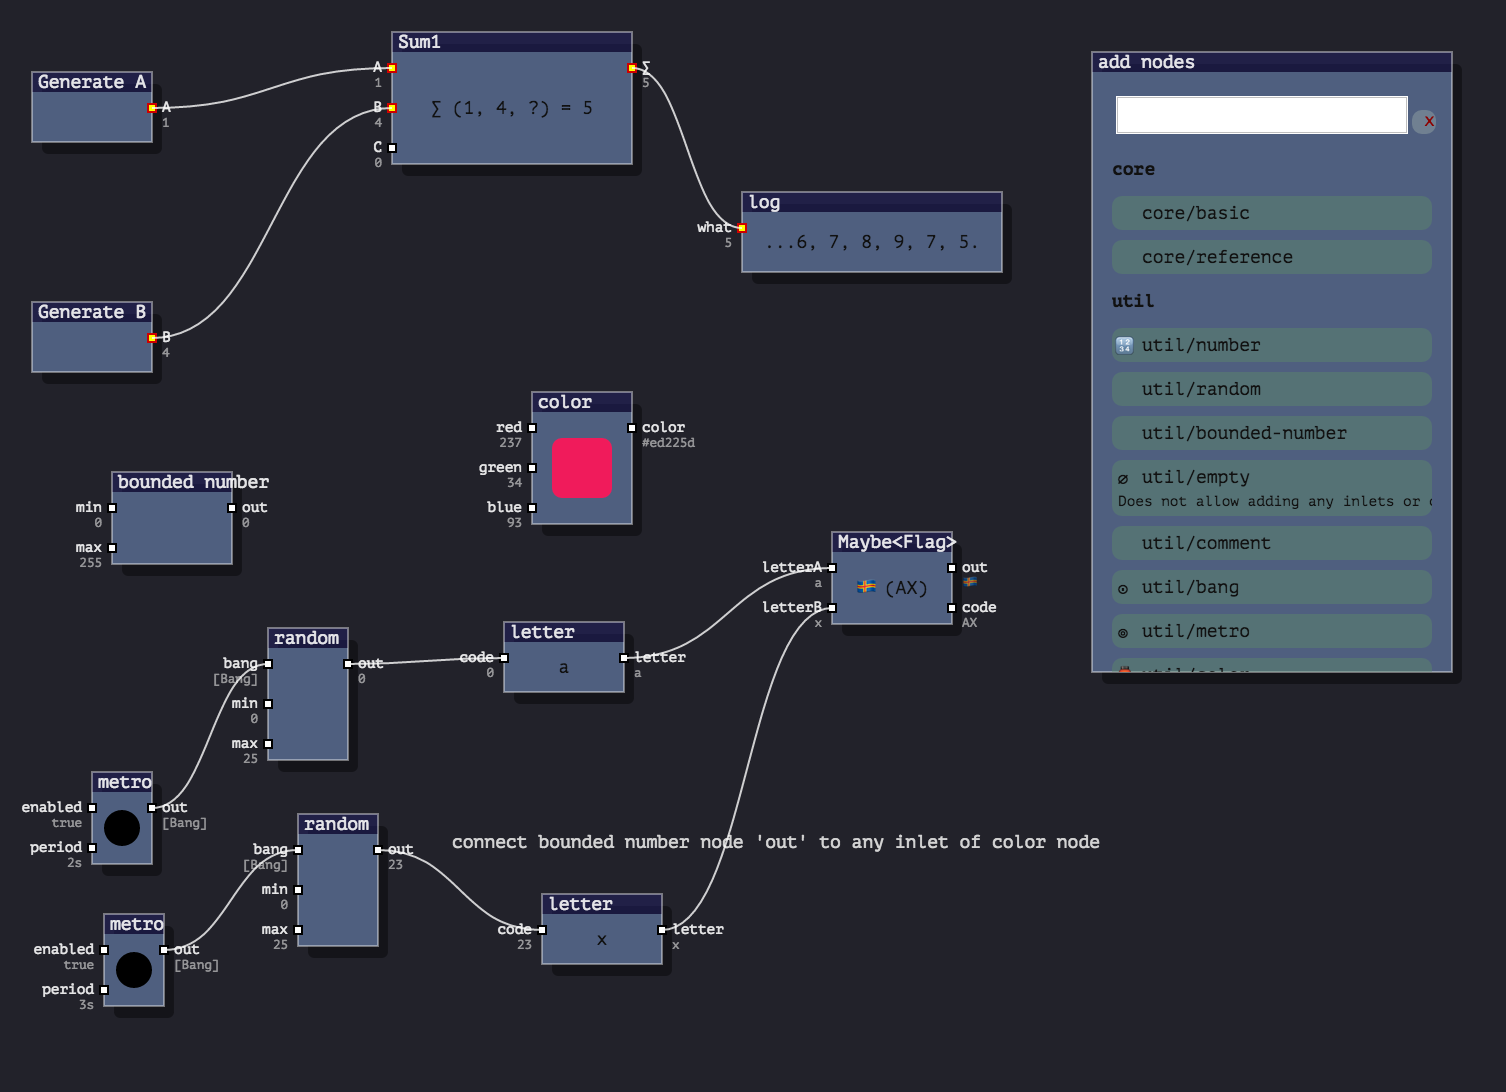 Generate A
A
1
Sum1
A
1
B
4
C
0
∑ (1, 4, ?) = 5
∑
5
log
what
5
...6, 7, 8, 9, 7, 5.
Generate B
B
4
color
red
237
green
34
blue
93
color
#ed225d
bounded number
min
0
max
255
out
0
Maybe<Flag>
letterA
a
letterB
x
(AX)
out
code
AX
random
bang
[Bang]
min
0
max
25
out
0
letter
code
0
a
letter
a
metro
enabled
true
period
2s
out
[Bang]
random
bang
[Bang]
min
0
max
25
out
23
connect bounded number node 'out' to any inlet of color node
letter
code
23
x
letter
x
metro
enabled
true
period
3s
out
[Bang]
add nodes
x
core
core/basic
core/reference
util
util/number
util/random
util/bounded-number
∅ util/empty
Does not allow adding any inlets or
util/comment
⊙ util/bang
⊚ util/metro
util/color